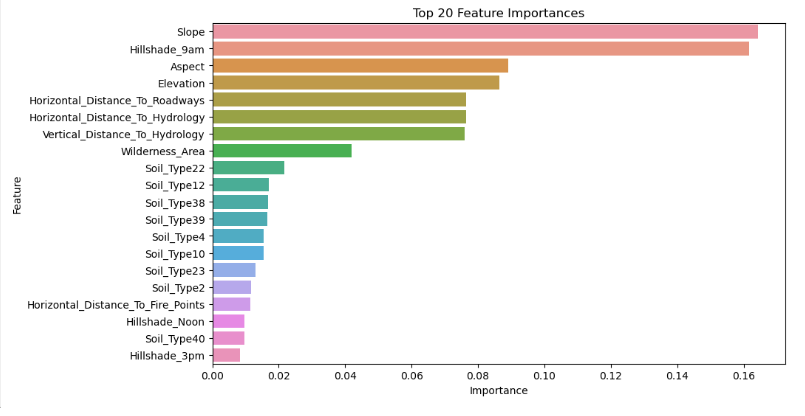 Top 20 Feature Importances
Slope
Hillshade_9am
Aspect
Elevation
Horizontal_Distance_To_Roadways
Horizontal_Distance_To_Hydrology
Vertical_Distance_To_Hydrology
Wilderness_Area
Soil_Type22
Soil_Type12
Soil_Type38
Soil_Type39
Soil_Type4
Soil_Type10
Soil_Type23
Soil_Type2
Horizontal_Distance_To_Fire_Points
Hillshade_Noon
Soil_Type40
Hillshade_3pm
Feature
0.00 0.02 0.04 0.06 0.08 0.10 0.12 0.14 0.16
Importance